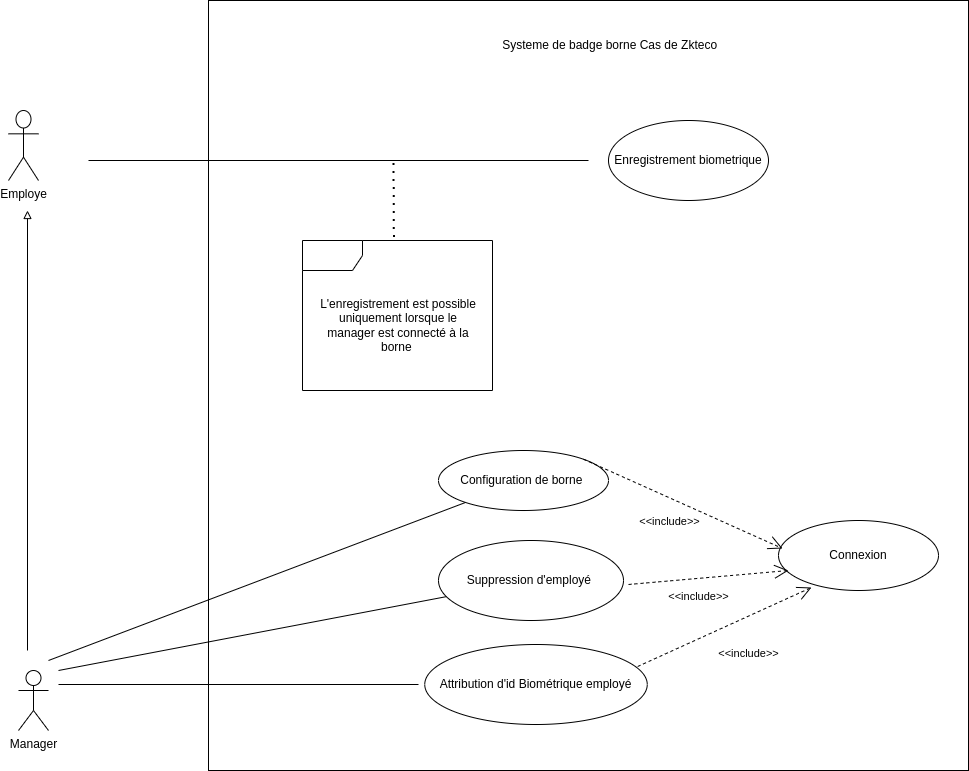 Systeme de badge borne Cas de Zkteco
Employe
Enregistrement biometrique
L'enregistrement est possible
uniquement lorsque le
manager est connecté à la
borne
Configuration de borne
<<include>>
Connexion
Suppression d'employé
<<include>>
Attribution d'id Biométrique employé
<<include>>
Manager